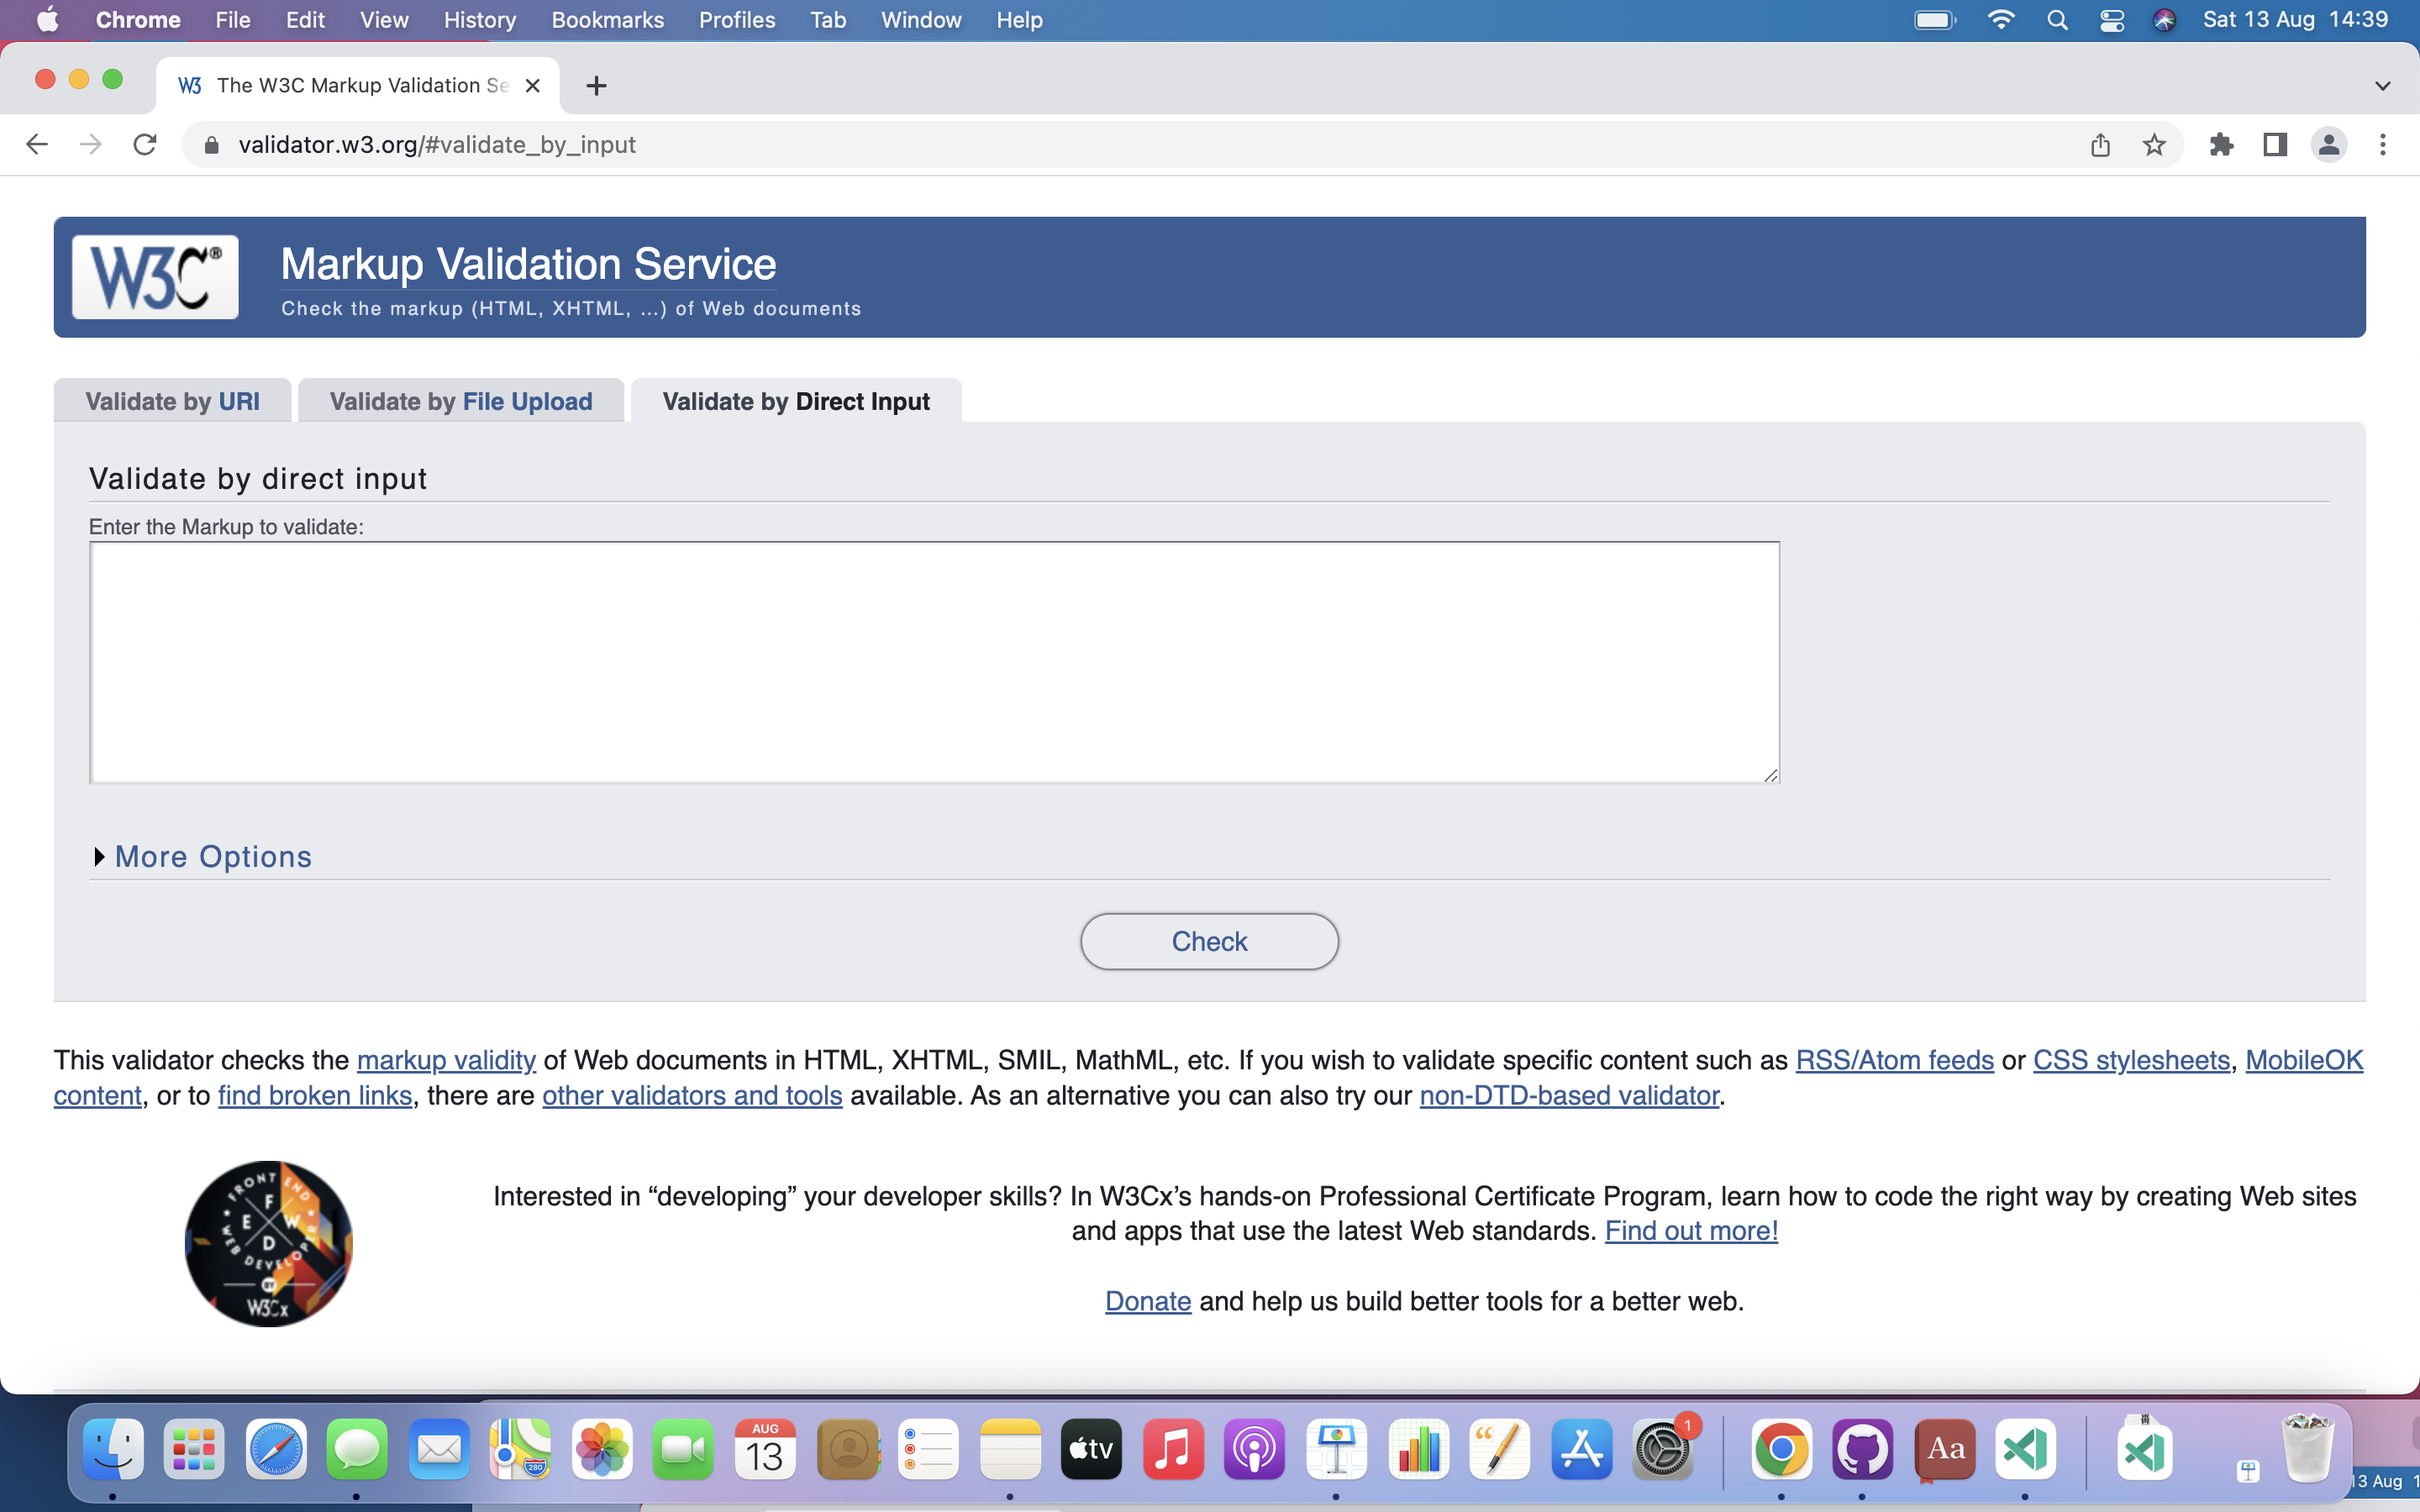 Chrome File Edit View History Bookmarks Profiles Tab Window Help Sat 13 Aug 14:39
W3 The W3C Markup Validation Se
validator.w3.org/#validate_by_input
W3C®
Markup Validation Service
Check the markup (HTML, XHTML, ...) of Web documents
Validate by URI
Validate by File Upload
Validate by Direct Input
Validate by direct input
Enter the Markup to validate:
More Options
Check
This validator checks the markup validity of Web documents in HTML, XHTML, SMIL, MathML, etc. If you wish to validate specific content such as RSS/Atom feeds or CSS stylesheets, MobileOK
content, or to find broken links, there are other validators and tools available. As an alternative you can also try our non-DTD-based validator.
FRONT END
WEB DEVELOPER
F
E W
D
BY
W3Cx
Interested in “developing” your developer skills? In W3Cx’s hands-on Professional Certificate Program, learn how to code the right way by creating Web sites
and apps that use the latest Web standards. Find out more!
Donate and help us build better tools for a better web.
280
AUG
13
tv
1
Aa
13 Aug 1